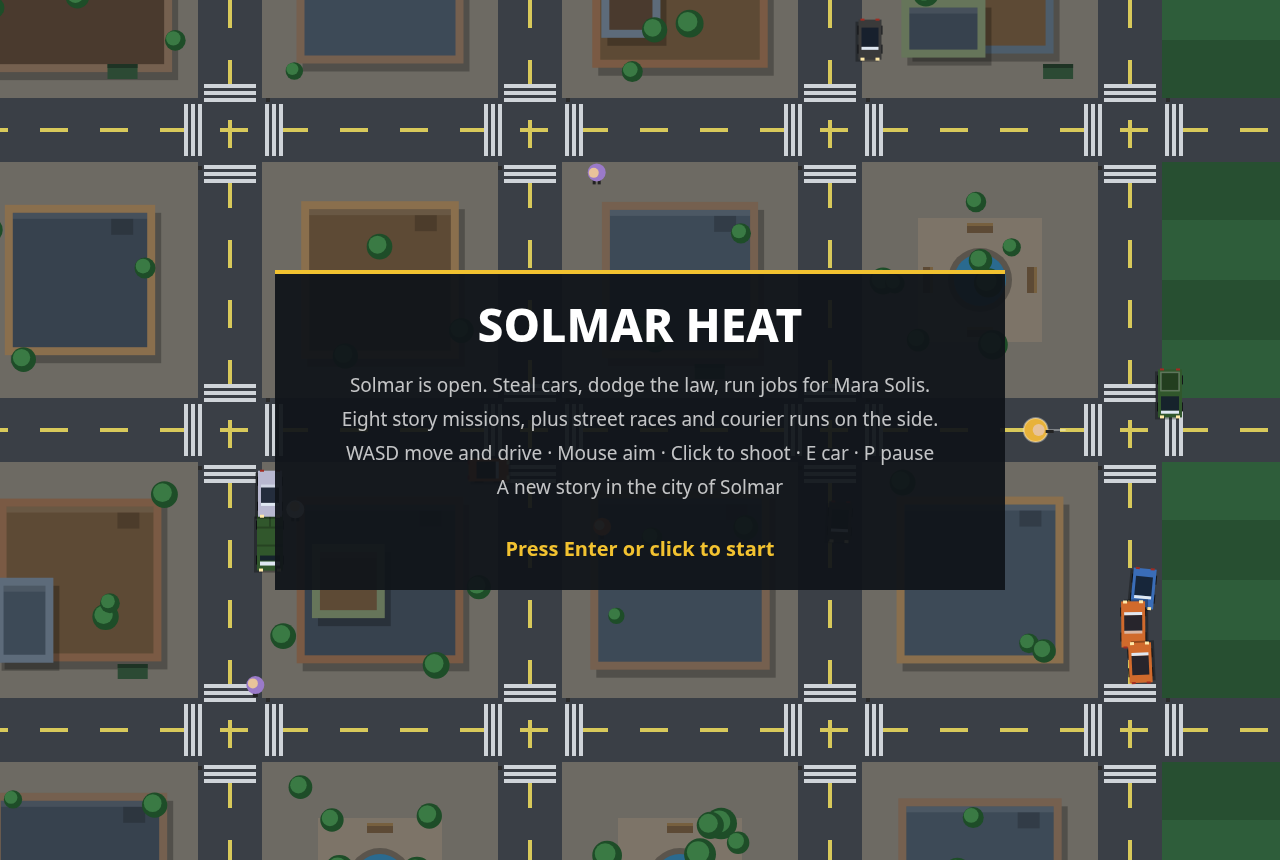 SOLMAR HEAT
Solmar is open. Steal cars, dodge the law, run jobs for Mara Solis.
Eight story missions, plus street races and courier runs on the side.
WASD move and drive · Mouse aim · Click to shoot · E car · P pause
A new story in the city of Solmar
Press Enter or click to start